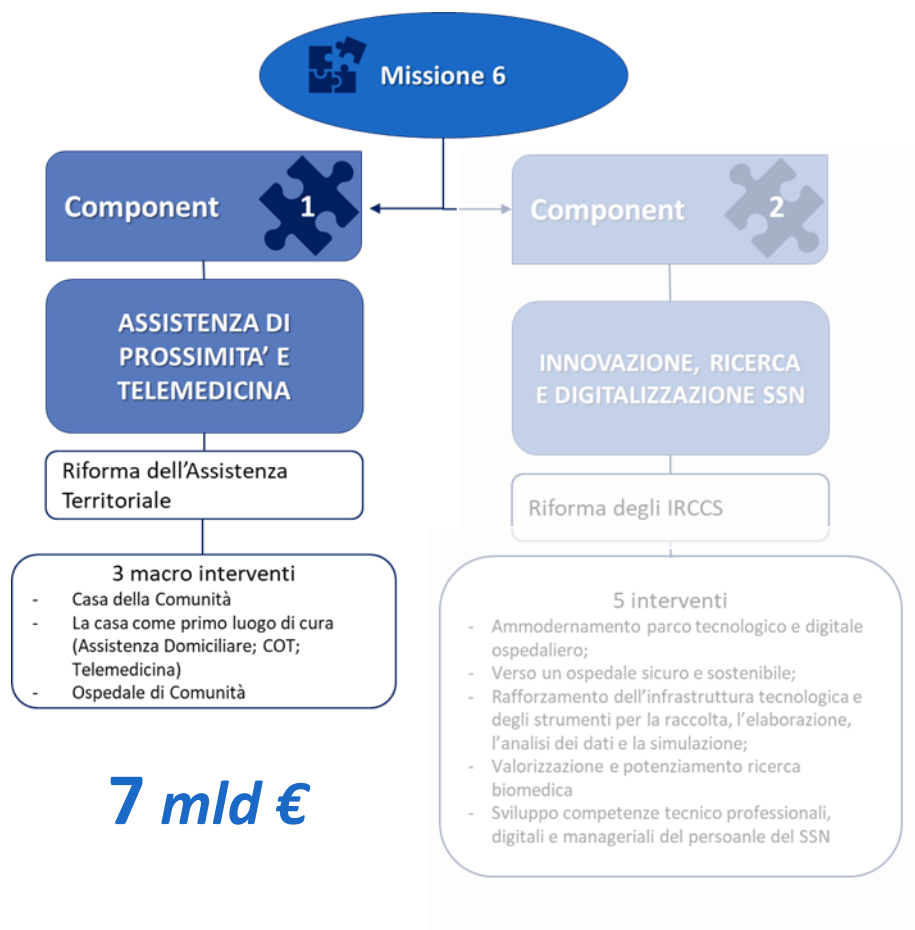 Missione 6
Component
1
ASSISTENZA DI
PROSSIMITA’ E
TELEMEDICINA
Riforma dell’Assistenza
Territoriale
3 macro interventi
- Casa della Comunità
- La casa come primo luogo di cura
(Assistenza Domiciliare; COT;
Telemedicina)
- Ospedale di Comunità
7 mld €
Component
2
INNOVAZIONE, RICERCA
E DIGITALIZZAZIONE SSN
Riforma degli IRCCS
5 interventi
- Ammodernamento parco tecnologico e digitale
ospedaliero;
- Verso un ospedale sicuro e sostenibile;
- Rafforzamento dell’infrastruttura tecnologica e
degli strumenti per la raccolta, l’elaborazione,
l’analisi dei dati e la simulazione;
- Valorizzazione e potenziamento ricerca
biomedica
- Sviluppo competenze tecnico professionali,
digitali e manageriali del persoanle del SSN